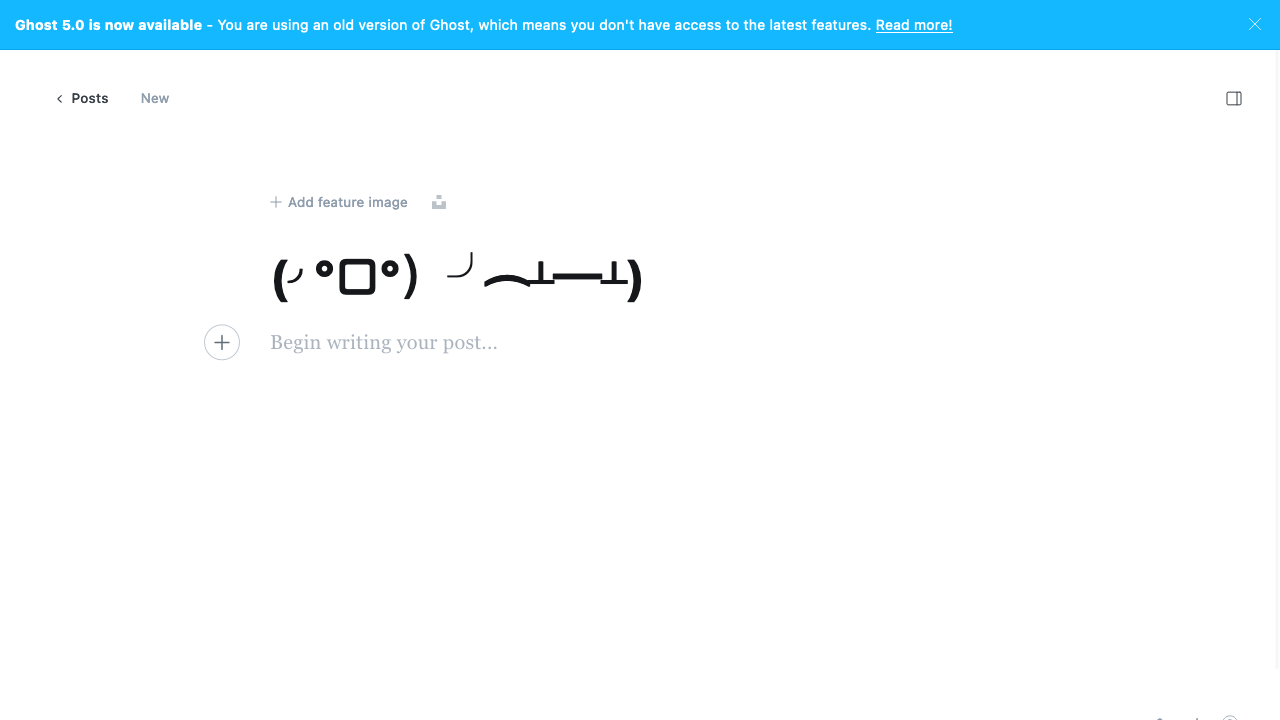 Ghost 5.0 is now available - You are using an old version of Ghost, which means you don't have access to the latest features. Read more!
Posts
New
Add feature image
(╯°□°）╯︵┻━┻)
Begin writing your post...